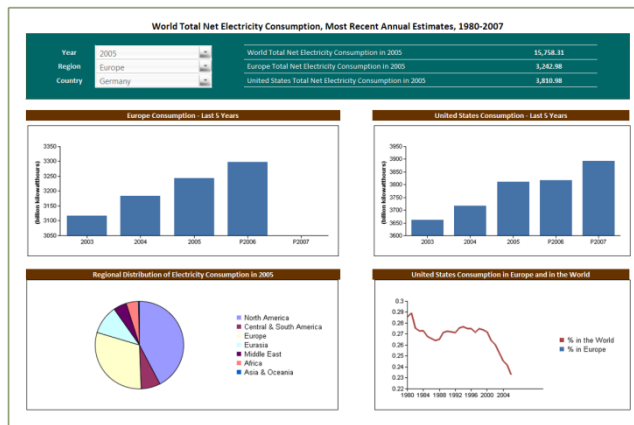 World Total Net Electricity Consumption, Most Recent Annual Estimates, 1980-2007
Year 2005
Region Europe
Country Germany
World Total Net Electricity Consumption in 2005 15,758.31
Europe Total Net Electricity Consumption in 2005 3,242.98
United States Total Net Electricity Consumption in 2005 3,810.98
Europe Consumption - Last 5 Years
(billion kilowatthours)
3350
3300
3250
3200
3150
3100
3050
2003 2004 2005 P2006 P2007
United States Consumption - Last 5 Years
(billion kilowatthours)
3950
3900
3850
3800
3750
3700
3650
3600
2003 2004 2005 P2006 P2007
Regional Distribution of Electricity Consumption in 2005
North America
Central & South America
Europe
Eurasia
Middle East
Africa
Asia & Oceania
United States Consumption in Europe and in the World
0.3
0.29
0.28
0.27
0.26
0.25
0.24
0.23
0.22
1980 1984 1988 1992 1996 2000 2004
% in the World
% in Europe